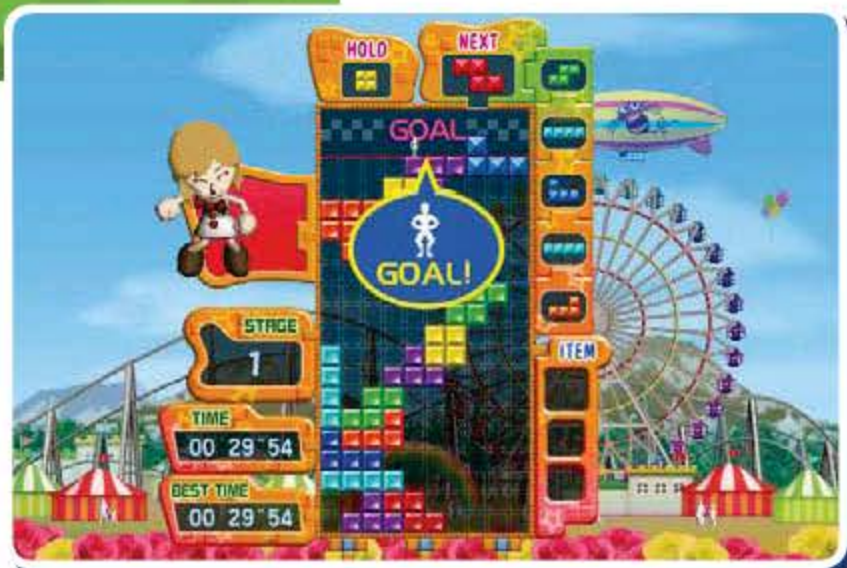 HOLD
NEXT
GOAL
GOAL!
STAGE
1
ITEM
TIME
00 29"54
BEST TIME
00 29"54